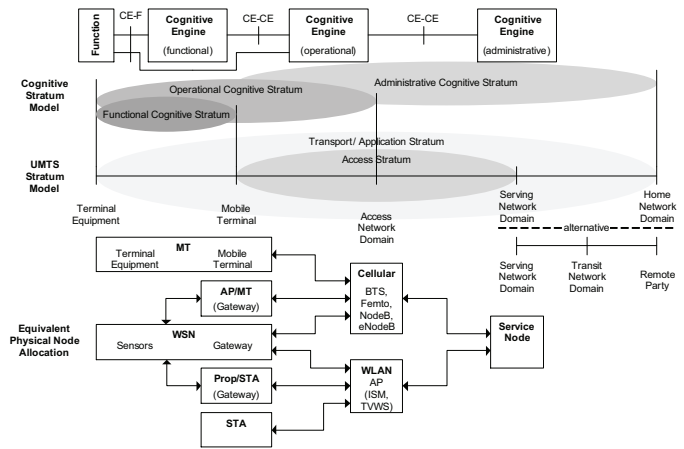 CE-F
CE-CE
CE-CE
Function
Cognitive
Engine
(functional)
Cognitive
Engine
(operational)
Cognitive
Engine
(administrative)
Cognitive
Stratum
Model
Administrative Cognitive Stratum
Operational Cognitive Stratum
Functional Cognitive Stratum
UMTS
Stratum
Model
Transport/ Application Stratum
Access Stratum
Terminal
Equipment
Mobile
Terminal
Access
Network
Domain
Serving
Network
Domain
Home
Network
Domain
alternative
Serving
Network
Domain
Transit
Network
Domain
Remote
Party
Equivalent
Physical Node
Allocation
MT
Terminal
Equipment
Mobile
Terminal
AP/MT
(Gateway)
WSN
Sensors
Gateway
Prop/STA
(Gateway)
STA
Cellular
BTS,
Femto,
NodeB,
eNodeB
WLAN
AP
(ISM,
TVWS)
Service
Node